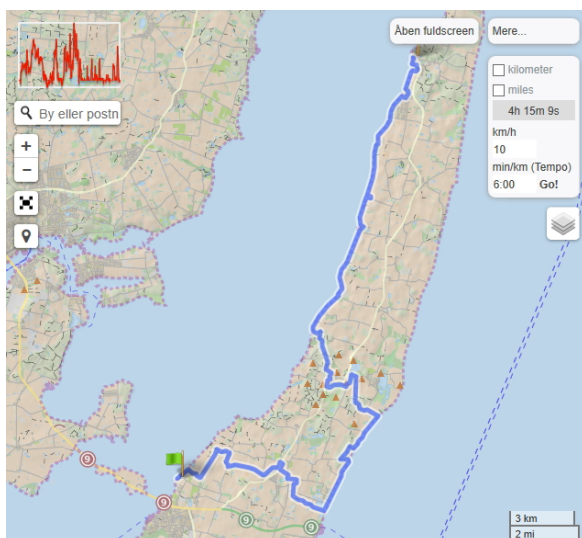 Åben fuldscreen
Mere...
kilometer
miles
4h 15m 9s
km/h
10
min/km (Tempo)
6:00 Go!
By eller postn
+
−
9
9
9
9
3 km
2 mi